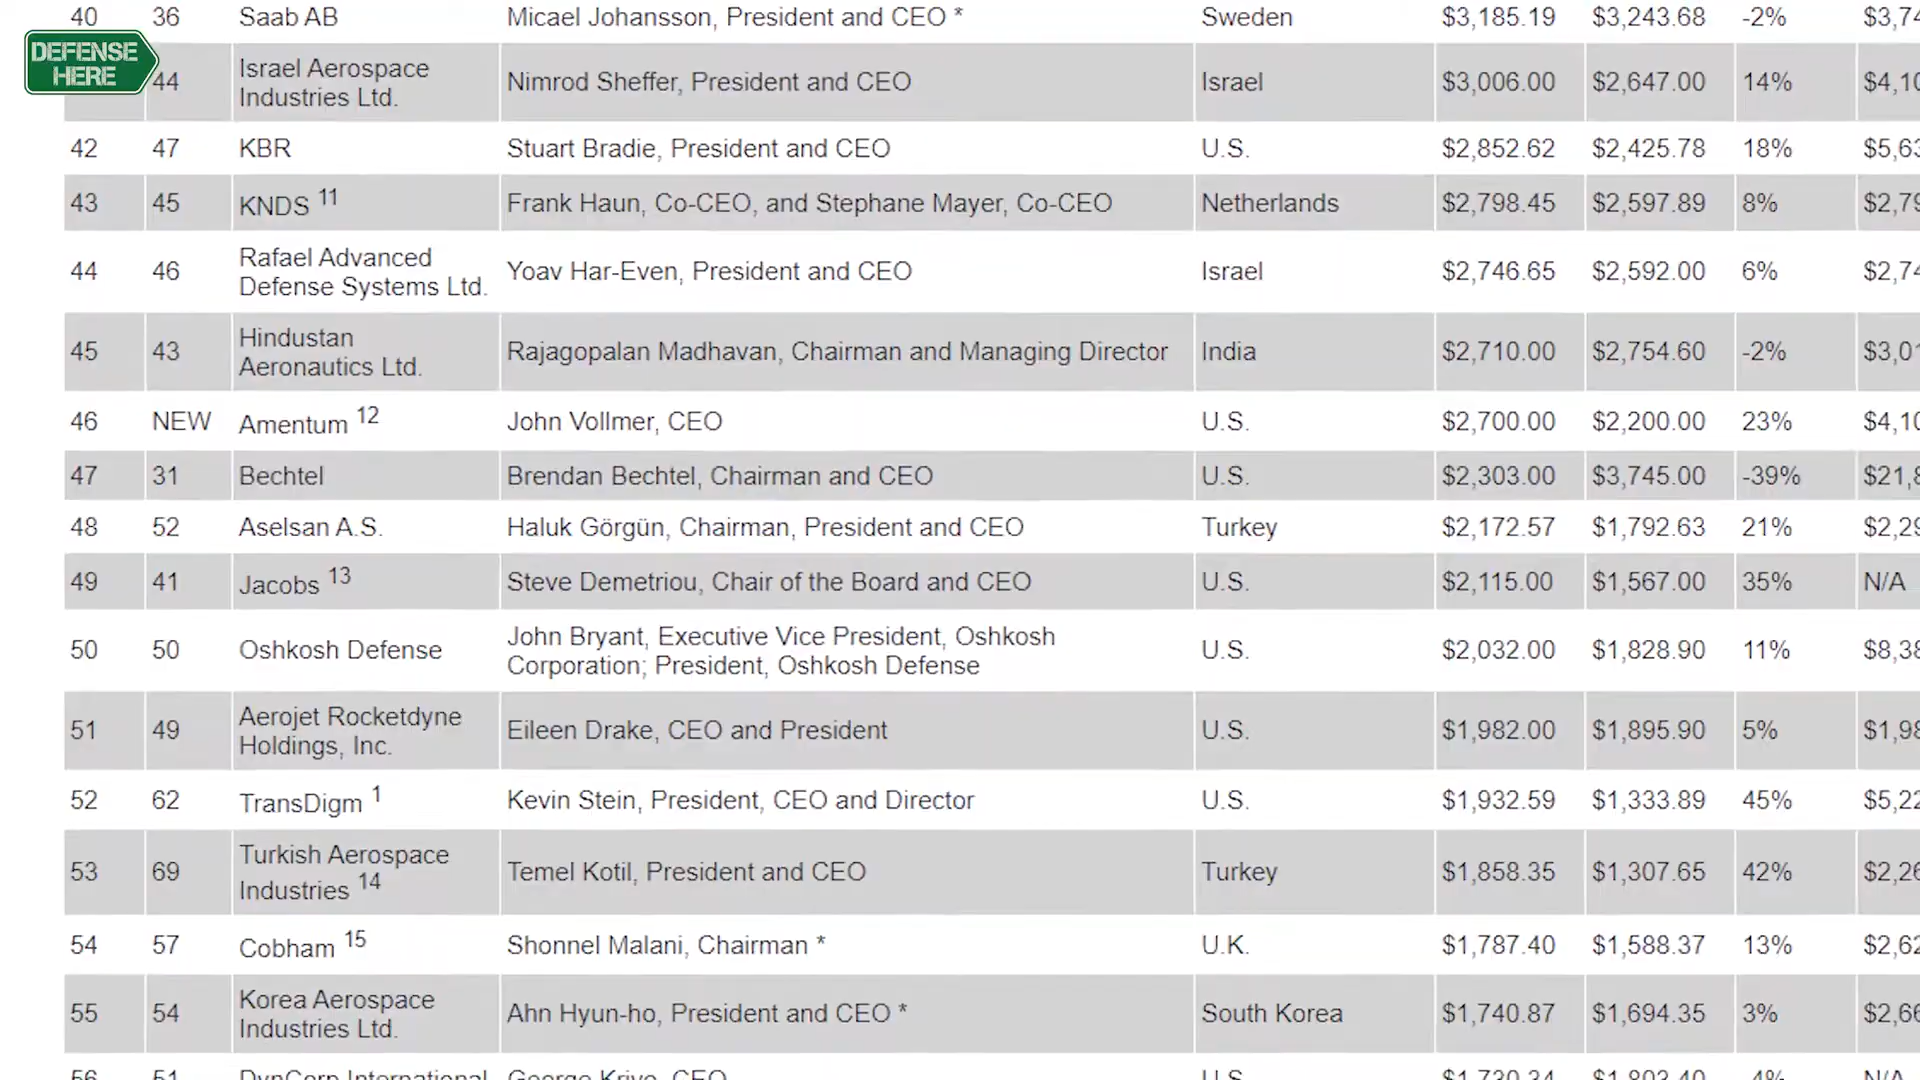 40 36 Saab AB Micael Johansson, President and CEO * Sweden $3,185.19 $3,243.68 -2% $3,74
DEFENSE
HERE
44 Israel Aerospace
Industries Ltd. Nimrod Sheffer, President and CEO Israel $3,006.00 $2,647.00 14% $4,10
42 47 KBR Stuart Bradie, President and CEO U.S. $2,852.62 $2,425.78 18% $5,63
43 45 KNDS 11 Frank Haun, Co-CEO, and Stephane Mayer, Co-CEO Netherlands $2,798.45 $2,597.89 8% $2,79
44 46 Rafael Advanced
Defense Systems Ltd. Yoav Har-Even, President and CEO Israel $2,746.65 $2,592.00 6% $2,74
45 43 Hindustan
Aeronautics Ltd. Rajagopalan Madhavan, Chairman and Managing Director India $2,710.00 $2,754.60 -2% $3,01
46 NEW Amentum 12 John Vollmer, CEO U.S. $2,700.00 $2,200.00 23% $4,10
47 31 Bechtel Brendan Bechtel, Chairman and CEO U.S. $2,303.00 $3,745.00 -39% $21,8
48 52 Aselsan A.S. Haluk Görgün, Chairman, President and CEO Turkey $2,172.57 $1,792.63 21% $2,29
49 41 Jacobs 13 Steve Demetriou, Chair of the Board and CEO U.S. $2,115.00 $1,567.00 35% N/A
50 50 Oshkosh Defense John Bryant, Executive Vice President, Oshkosh
Corporation; President, Oshkosh Defense U.S. $2,032.00 $1,828.90 11% $8,38
51 49 Aerojet Rocketdyne
Holdings, Inc. Eileen Drake, CEO and President U.S. $1,982.00 $1,895.90 5% $1,98
52 62 TransDigm 1 Kevin Stein, President, CEO and Director U.S. $1,932.59 $1,333.89 45% $5,22
53 69 Turkish Aerospace
Industries 14 Temel Kotil, President and CEO Turkey $1,858.35 $1,307.65 42% $2,26
54 57 Cobham 15 Shonnel Malani, Chairman * U.K. $1,787.40 $1,588.37 13% $2,62
55 54 Korea Aerospace
Industries Ltd. Ahn Hyun-ho, President and CEO * South Korea $1,740.87 $1,694.35 3% $2,66
56 51 DynCorp International George Krivo, CEO U.S. $1,730.34 $1,803.40 -4% N/A